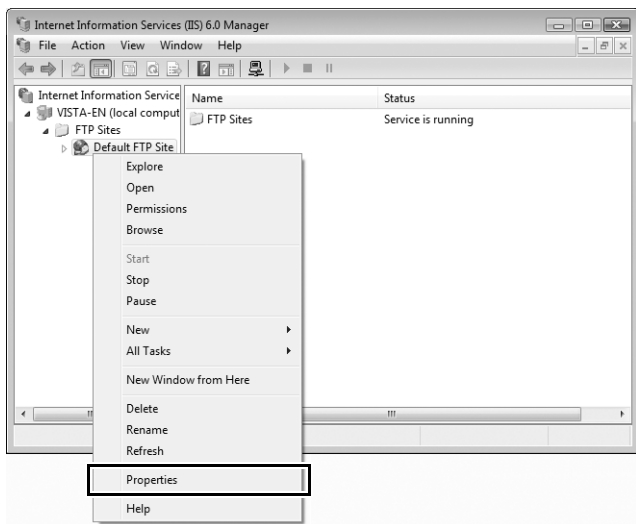 Internet Information Services (IIS) 6.0 Manager
File Action View Window Help
Internet Information Service
VISTA-EN (local comput
FTP Sites
Default FTP Site
Name Status
FTP Sites Service is running
Explore
Open
Permissions
Browse
Start
Stop
Pause
New
All Tasks
New Window from Here
Delete
Rename
Refresh
Properties
Help